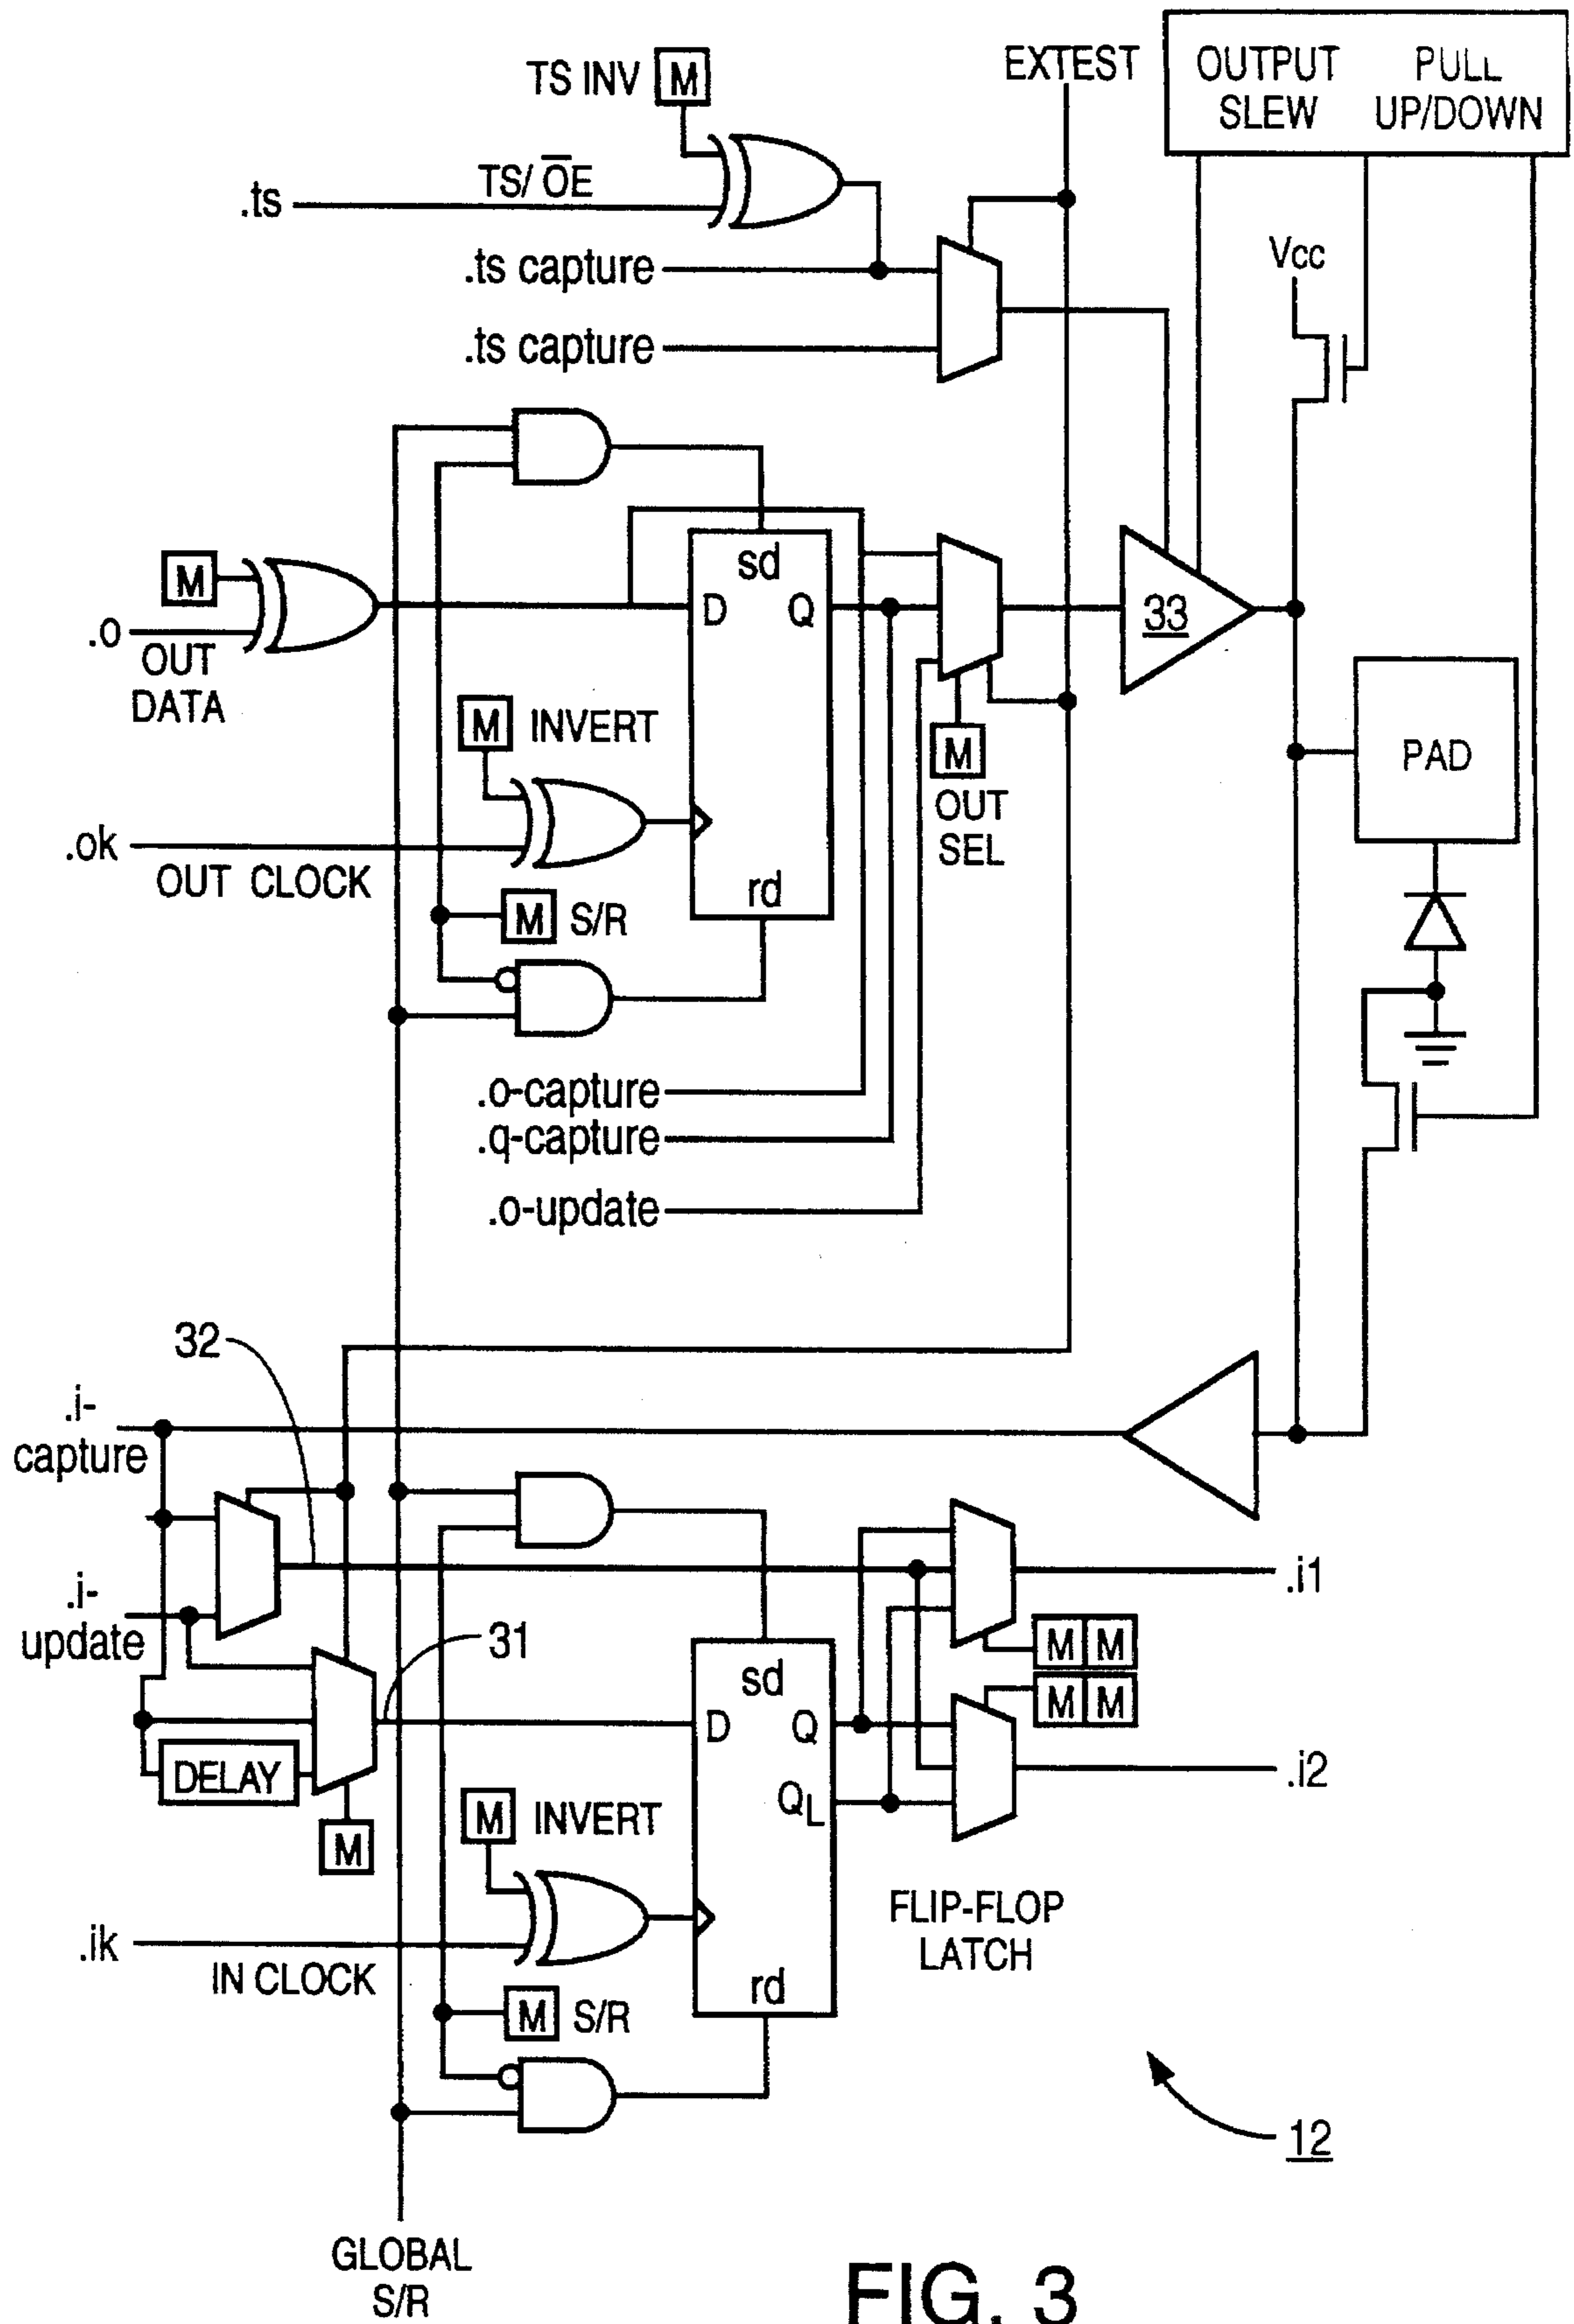 EXTEST
OUTPUT SLEW
PULL UP/DOWN
TS INV M
TS/O̅E
.ts
.ts capture
Vcc
.ts capture
M
.o
OUT DATA
sd
D
Q
33
M INVERT
M
OUT SEL
PAD
.ok
OUT CLOCK
rd
M S/R
.o-capture
.q-capture
.o-update
32
.i-capture
.i-update
31
.i1
M M
M M
sd
D
Q
QL
DELAY
.i2
M
M INVERT
FLIP-FLOP
LATCH
.ik
IN CLOCK
rd
M S/R
12
GLOBAL
S/R
FIG. 3